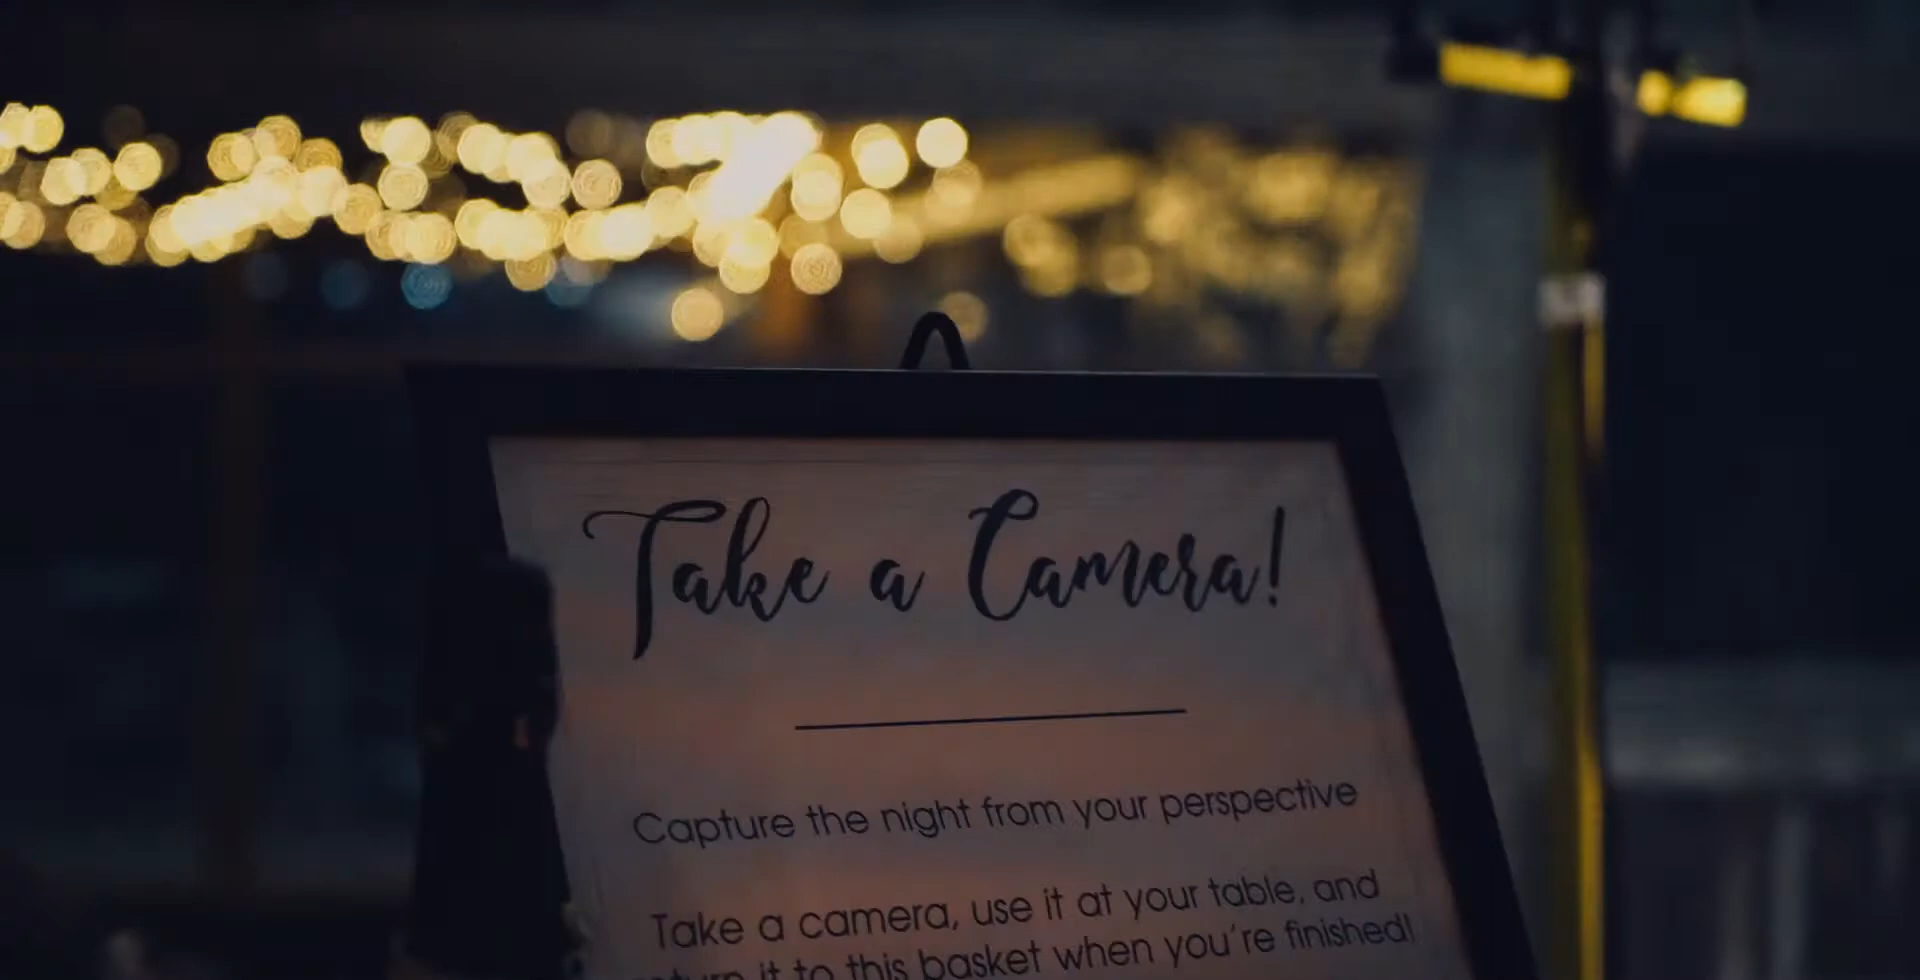 Take a Camera!
Capture the night from your perspective
Take a camera, use it at your table, and
it to this basket when you're finished!